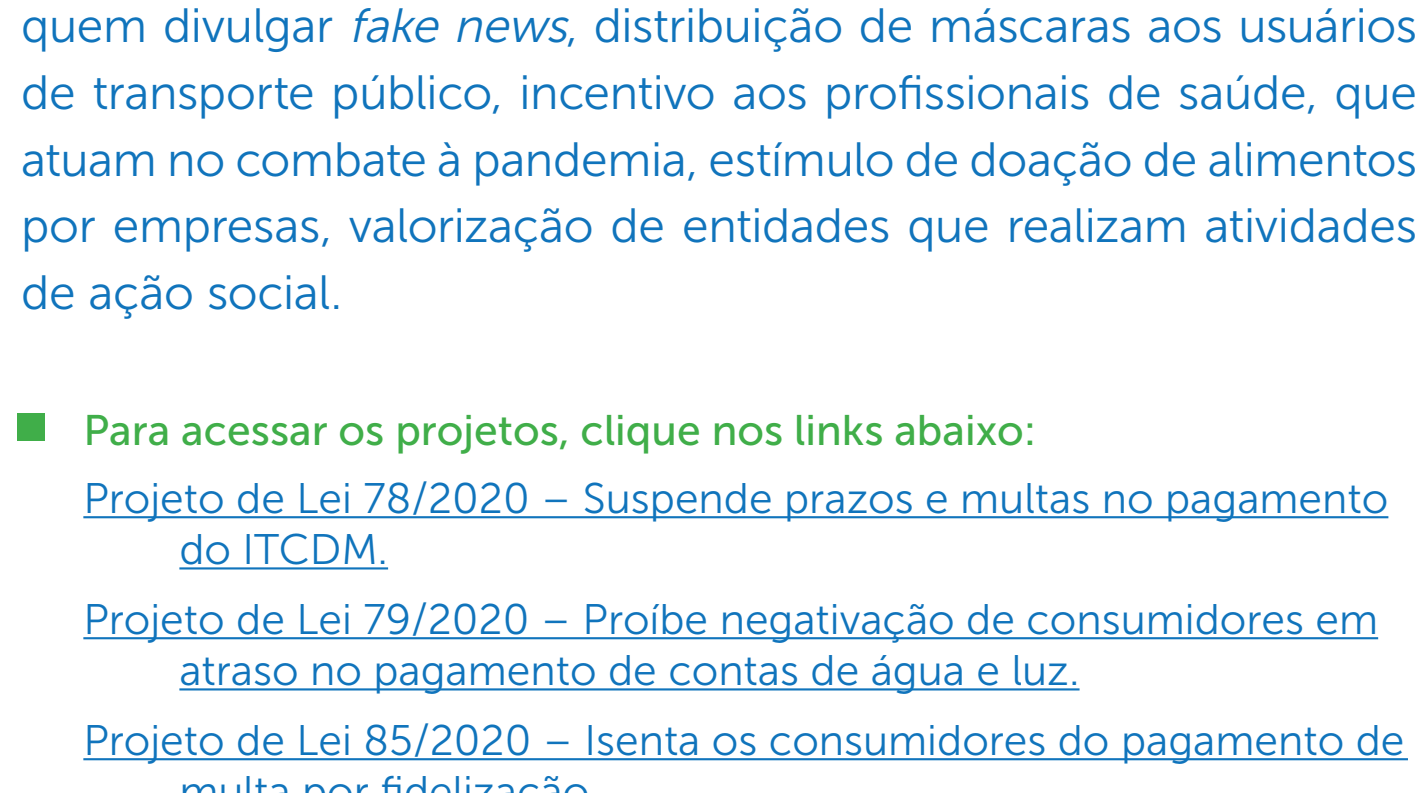 quem divulgar fake news, distribuição de máscaras aos usuários
de transporte público, incentivo aos profissionais de saúde, que
atuam no combate à pandemia, estímulo de doação de alimentos
por empresas, valorização de entidades que realizam atividades
de ação social.
Para acessar os projetos, clique nos links abaixo:
Projeto de Lei 78/2020 – Suspende prazos e multas no pagamento
do ITCDM.
Projeto de Lei 79/2020 – Proíbe negativação de consumidores em
atraso no pagamento de contas de água e luz.
Projeto de Lei 85/2020 – Isenta os consumidores do pagamento de
multa por fidelização